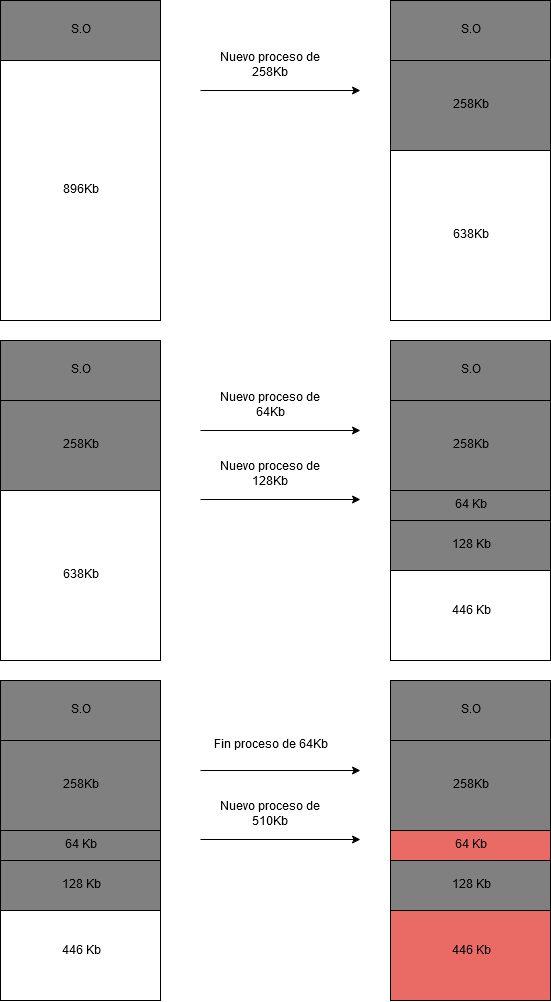 S.O
896Kb
Nuevo proceso de
258Kb
S.O
258Kb
638Kb
S.O
258Kb
638Kb
Nuevo proceso de
64Kb
Nuevo proceso de
128Kb
S.O
258Kb
64 Kb
128 Kb
446 Kb
S.O
258Kb
64 Kb
128 Kb
446 Kb
Fin proceso de 64Kb
Nuevo proceso de
510Kb
S.O
258Kb
64 Kb
128 Kb
446 Kb